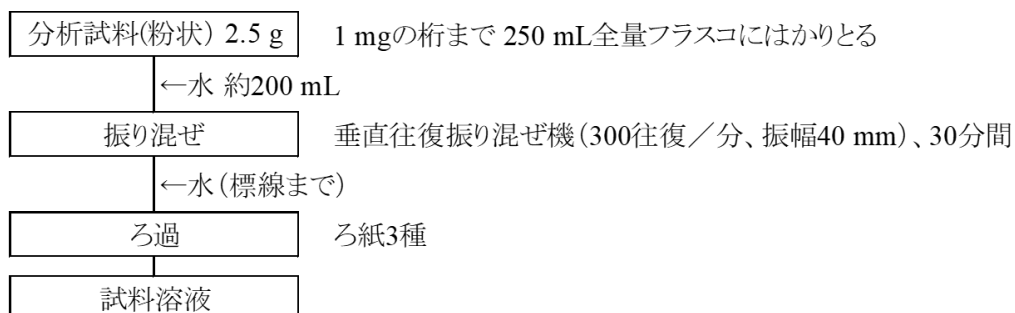 分析試料(粉状) 2.5 g 1 mgの桁まで 250 mL全量フラスコにはかりとる
←水 約200 mL
振り混ぜ 垂直往復振り混ぜ機(300往復/分、振幅40 mm)、30分間
←水(標線まで)
ろ過 ろ紙3種
試料溶液